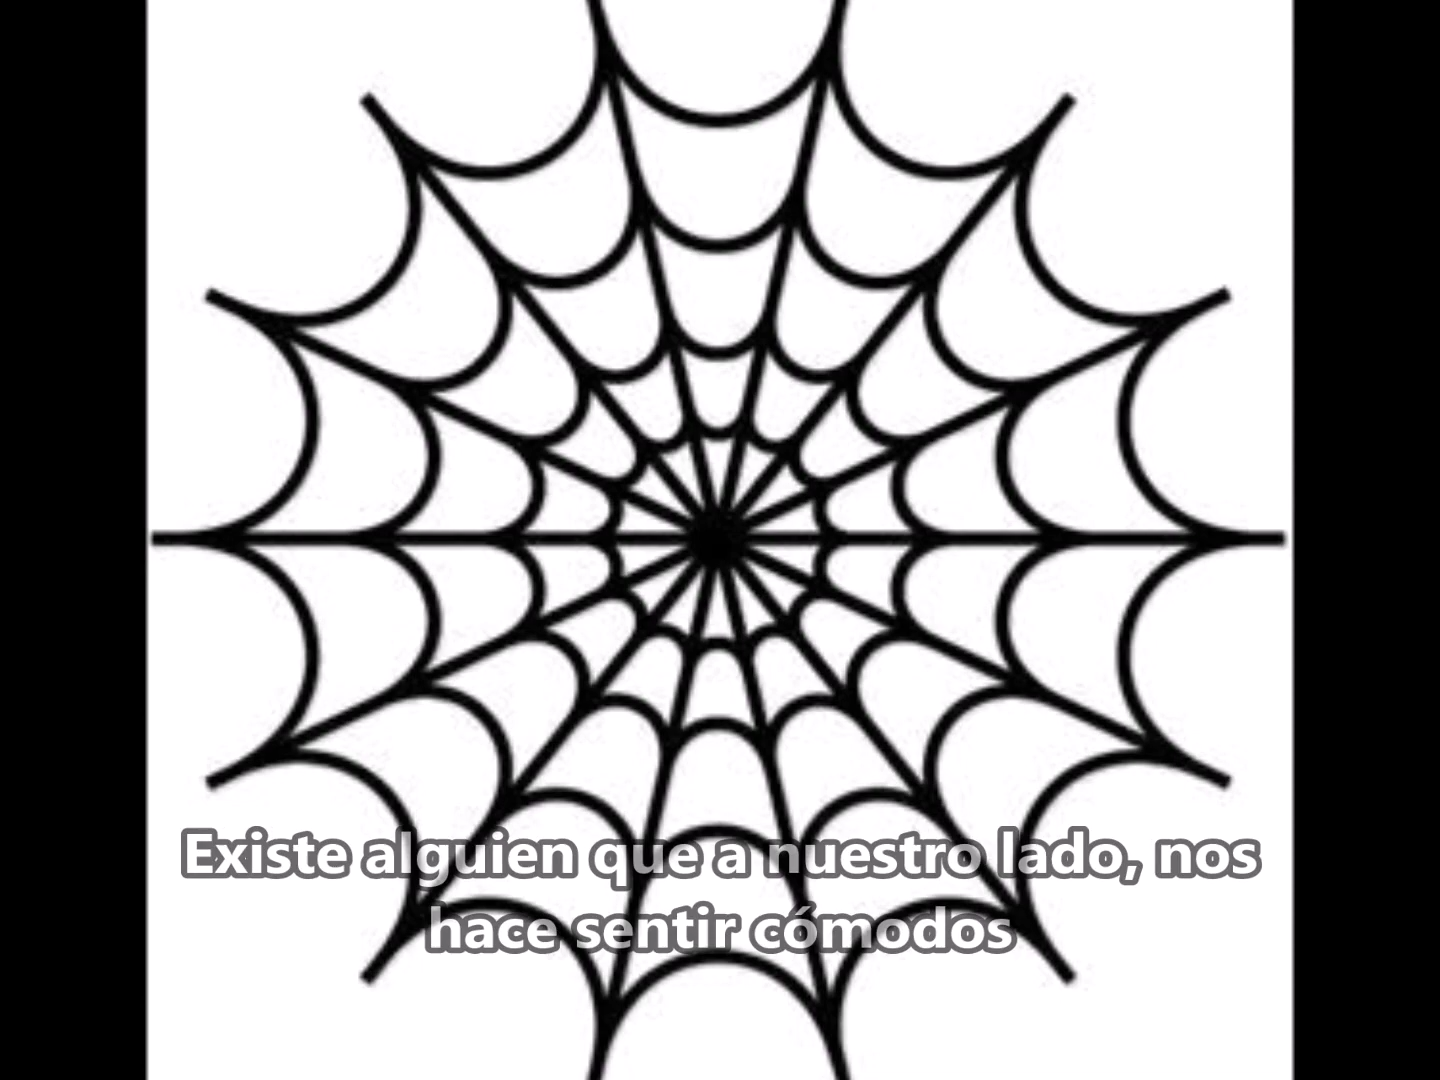 Existe alguien que a nuestro lado, nos
hace sentir cómodos